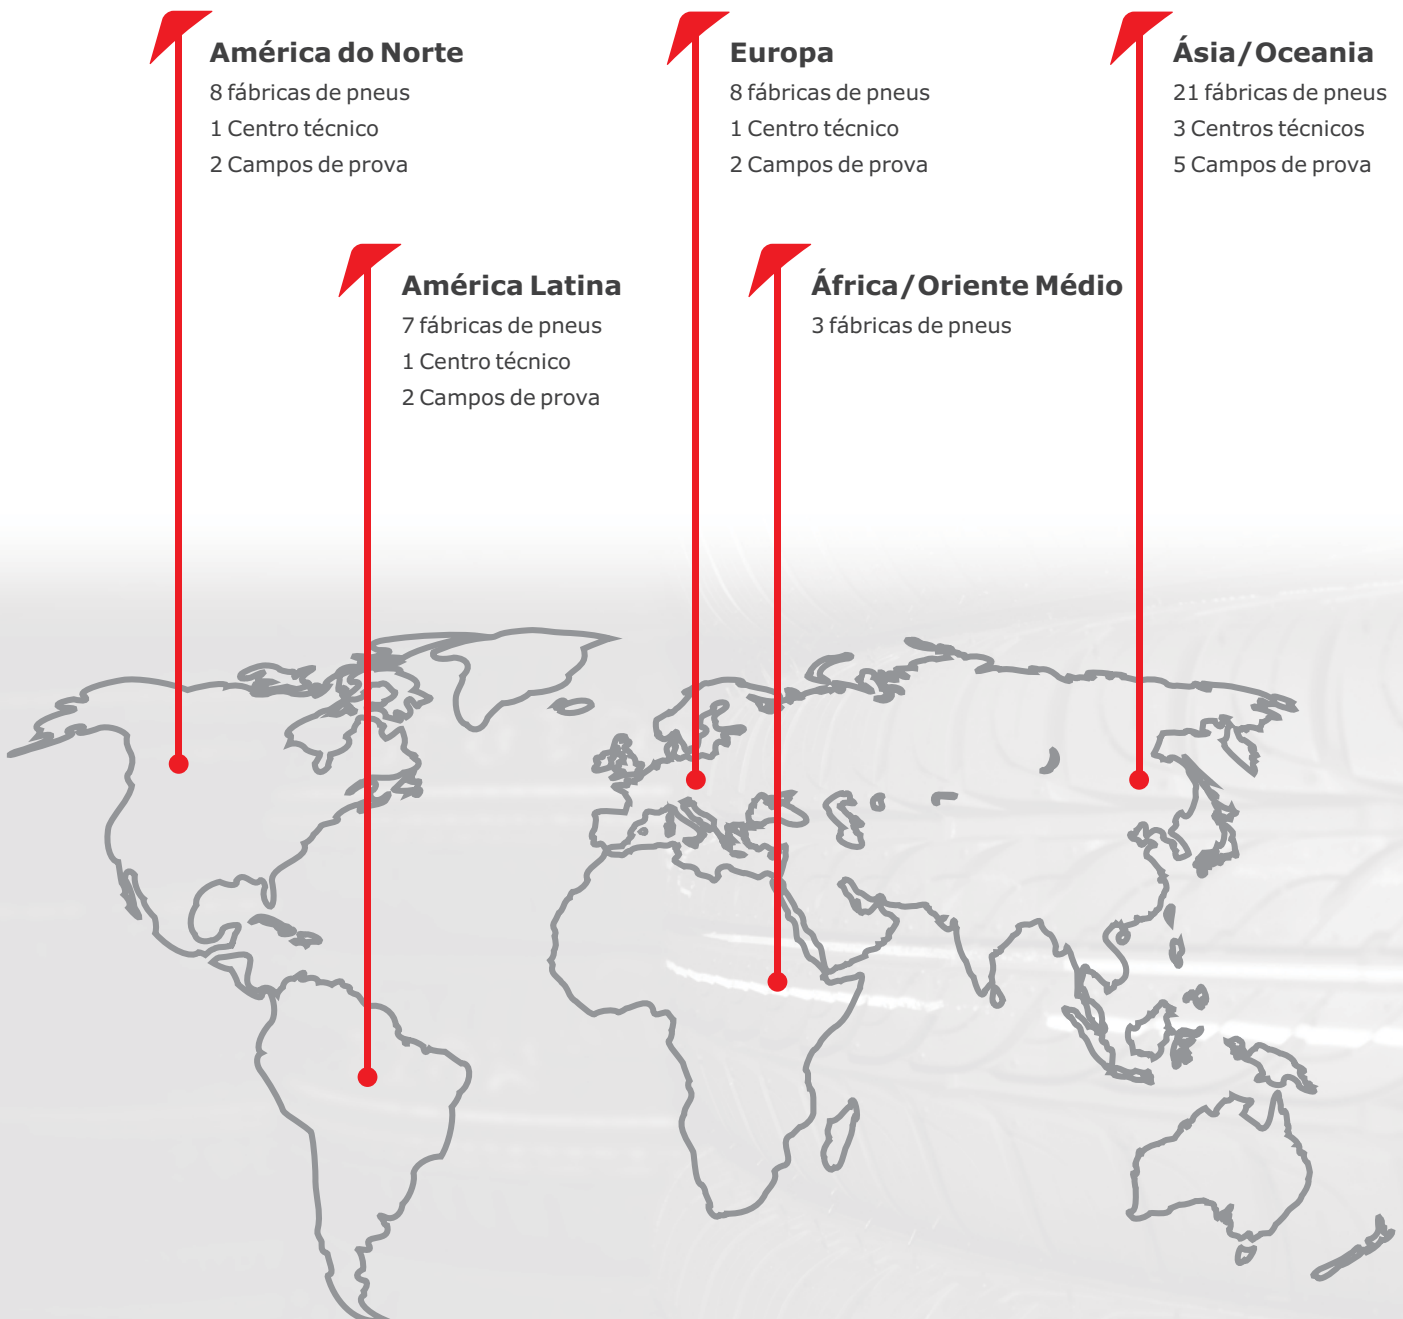 América do Norte
8 fábricas de pneus
1 Centro técnico
2 Campos de prova
Europa
8 fábricas de pneus
1 Centro técnico
2 Campos de prova
Ásia/Oceania
21 fábricas de pneus
3 Centros técnicos
5 Campos de prova
América Latina
7 fábricas de pneus
1 Centro técnico
2 Campos de prova
África/Oriente Médio
3 fábricas de pneus